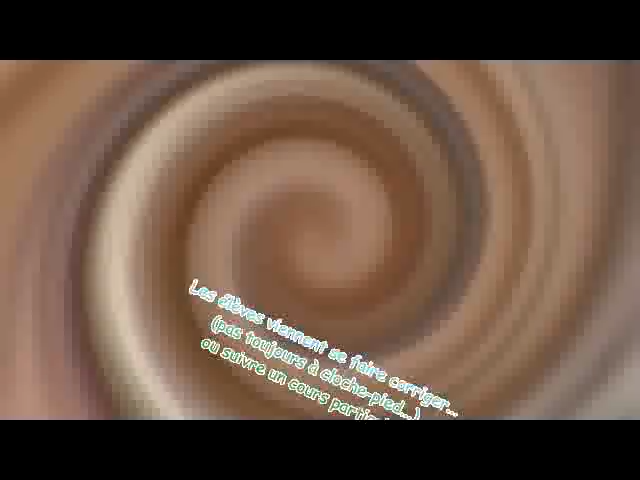 Les élèves viennent se faire corriger...
(pas toujours à cloche-pied...)
ou suivre un cours